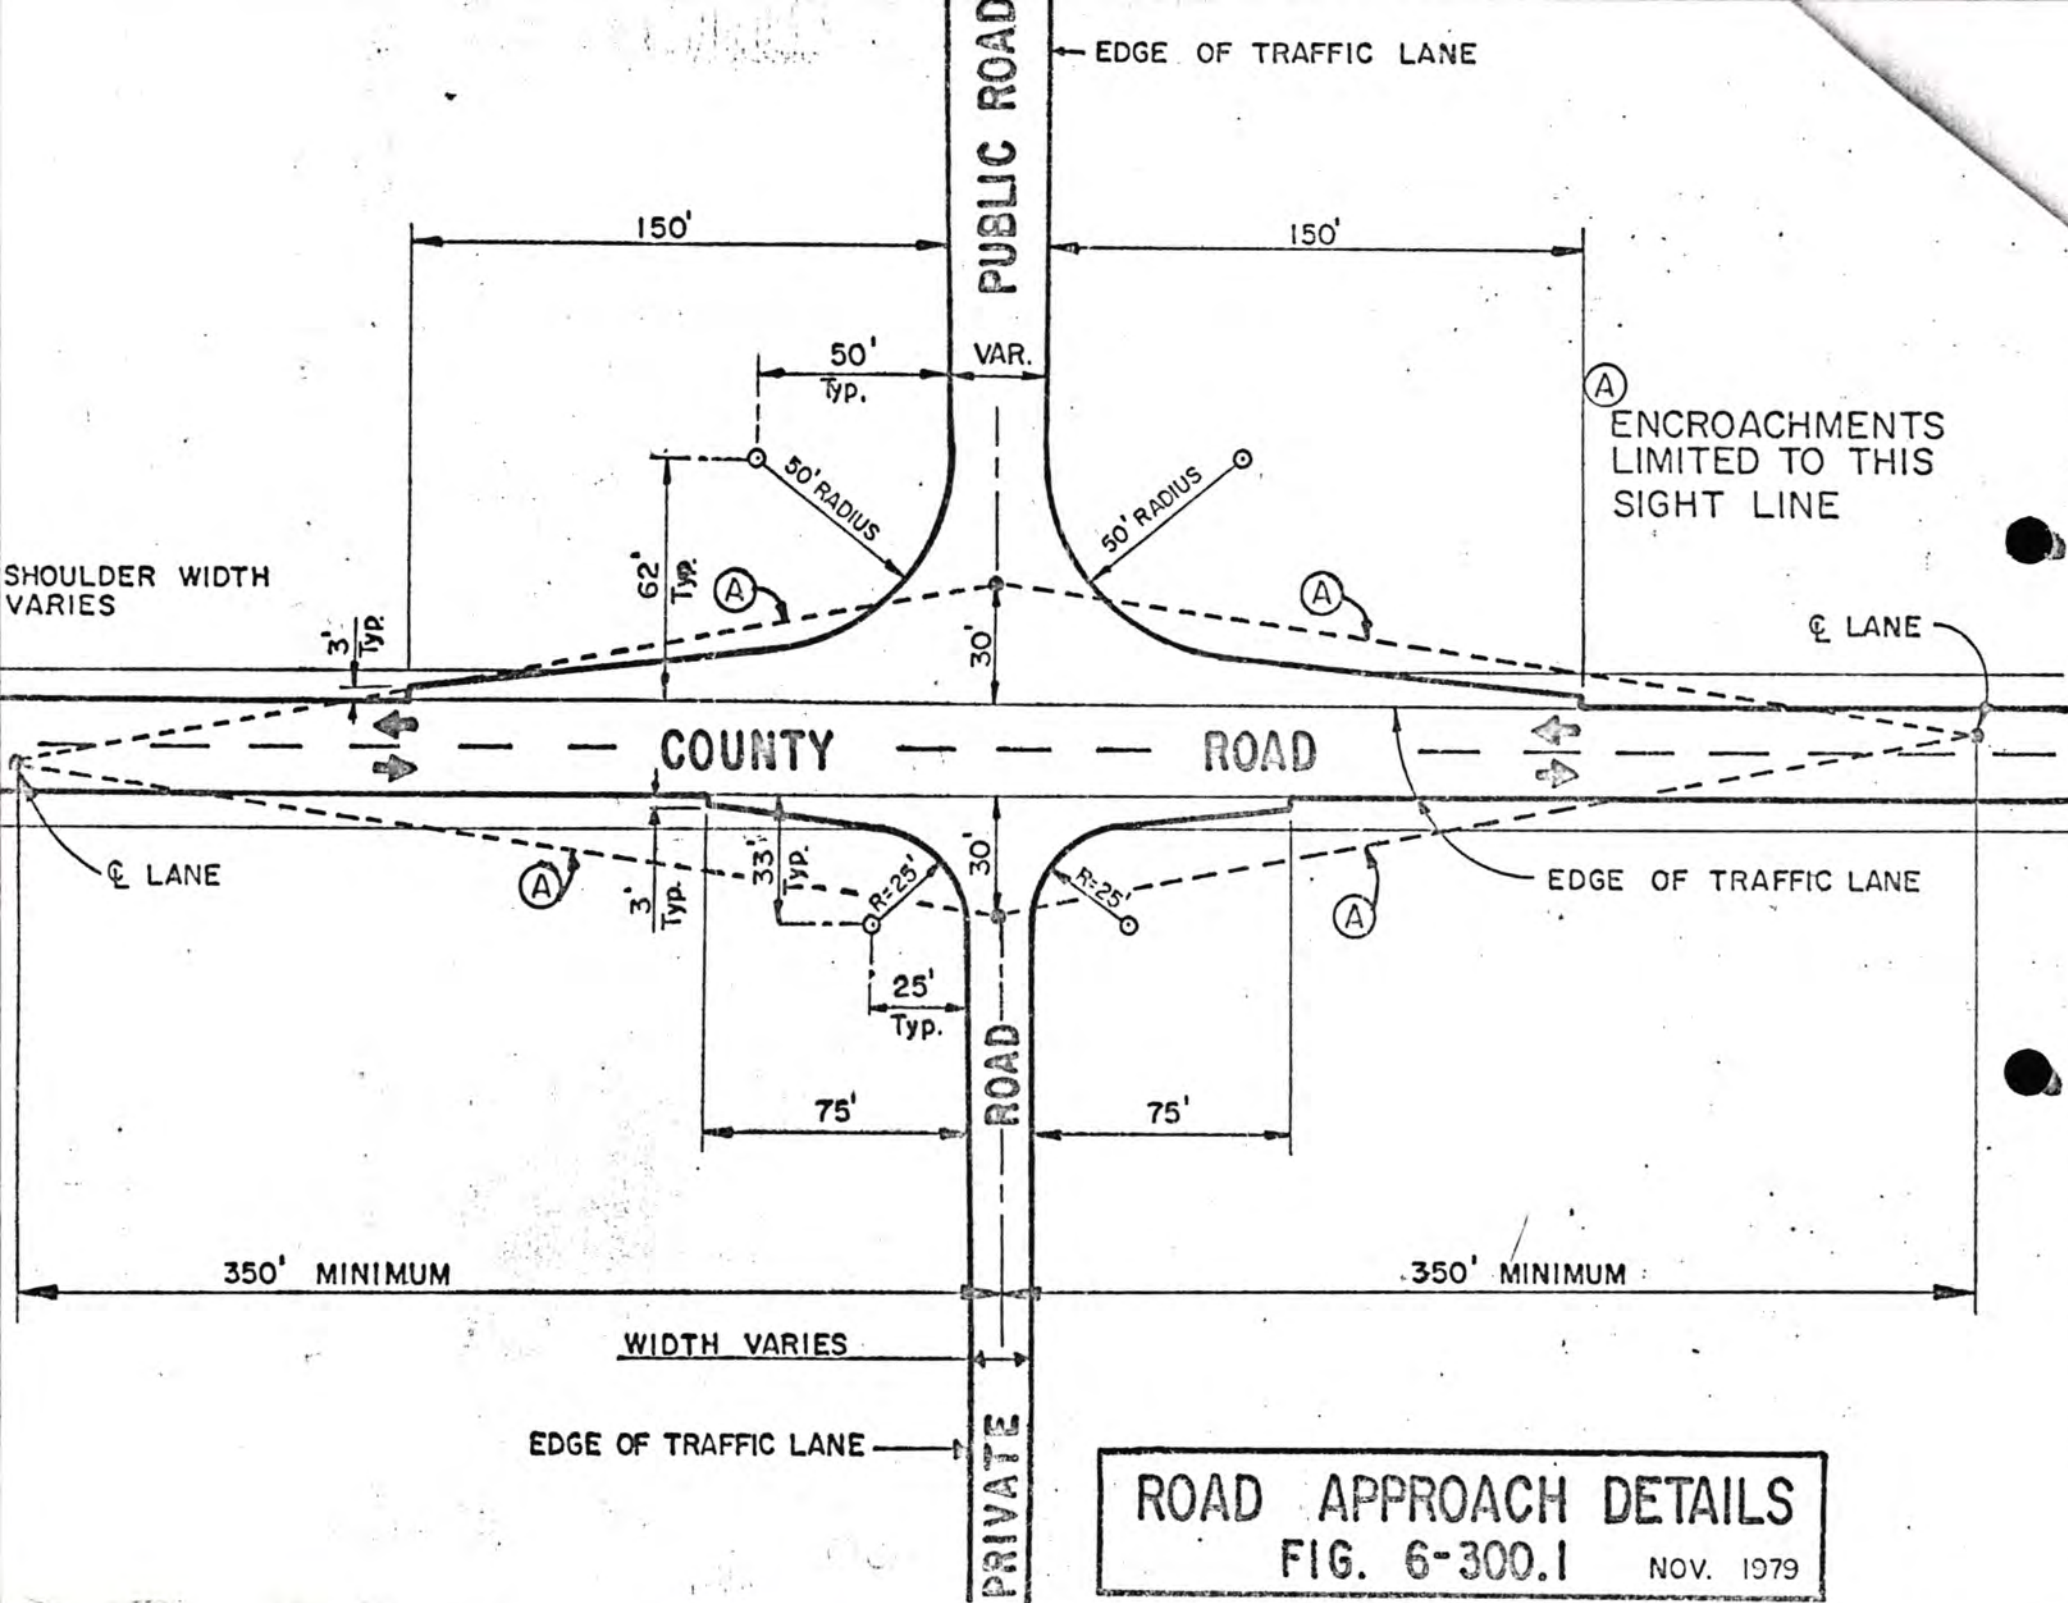 PUBLIC ROAD
EDGE OF TRAFFIC LANE
150'
150'
50'
Typ.
VAR.
Ⓐ
ENCROACHMENTS
LIMITED TO THIS
SIGHT LINE
50' RADIUS
50' RADIUS
62'
Typ.
Ⓐ
Ⓐ
SHOULDER WIDTH
VARIES
3'
Typ.
30'
℄ LANE
COUNTY ROAD
℄ LANE
Ⓐ
3'
Typ.
33'
Typ.
R=25'
30'
R=25'
Ⓐ
EDGE OF TRAFFIC LANE
25'
Typ.
75'
75'
350' MINIMUM
350' MINIMUM
WIDTH VARIES
EDGE OF TRAFFIC LANE
PRIVATE ROAD
ROAD APPROACH DETAILS
FIG. 6-300.1 NOV. 1979